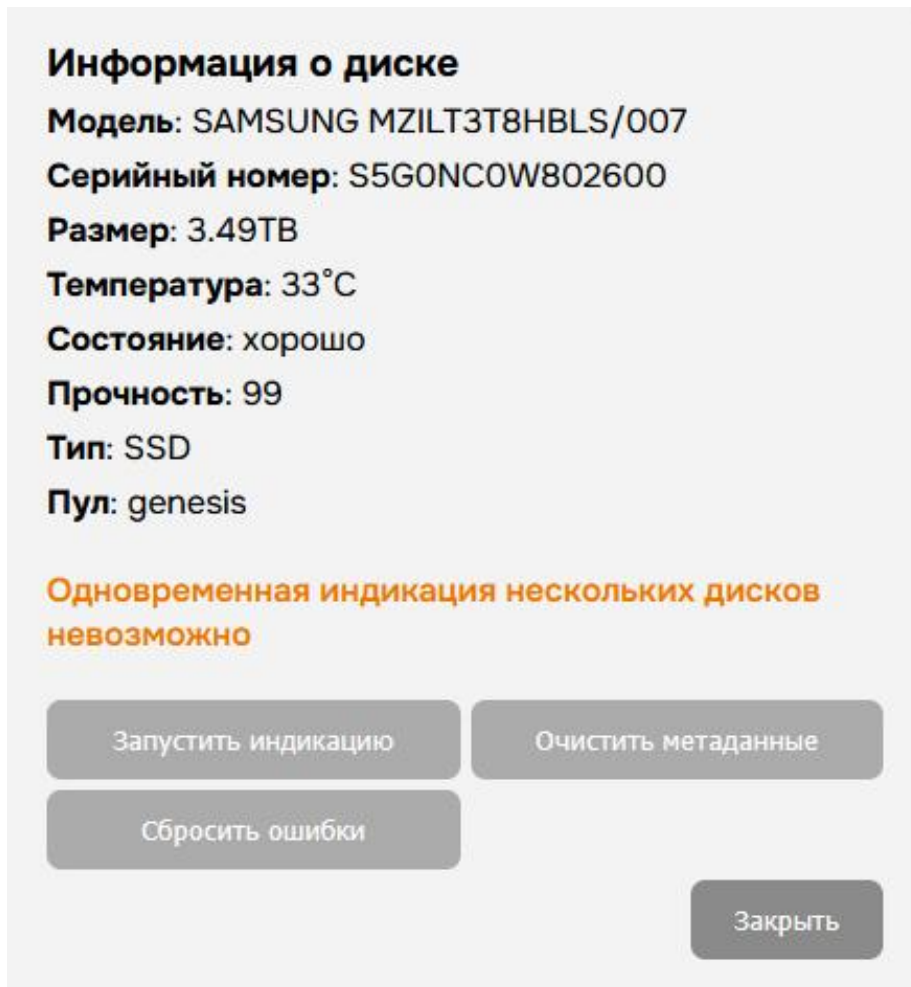 Информация о диске
Модель: SAMSUNG MZILT3T8HBLS/007
Серийный номер: S5G0NC0W802600
Размер: 3.49TB
Температура: 33°C
Состояние: хорошо
Прочность: 99
Тип: SSD
Пул: genesis
Одновременная индикация нескольких дисков
невозможно
Запустить индикацию
Очистить метаданные
Сбросить ошибки
Закрыть